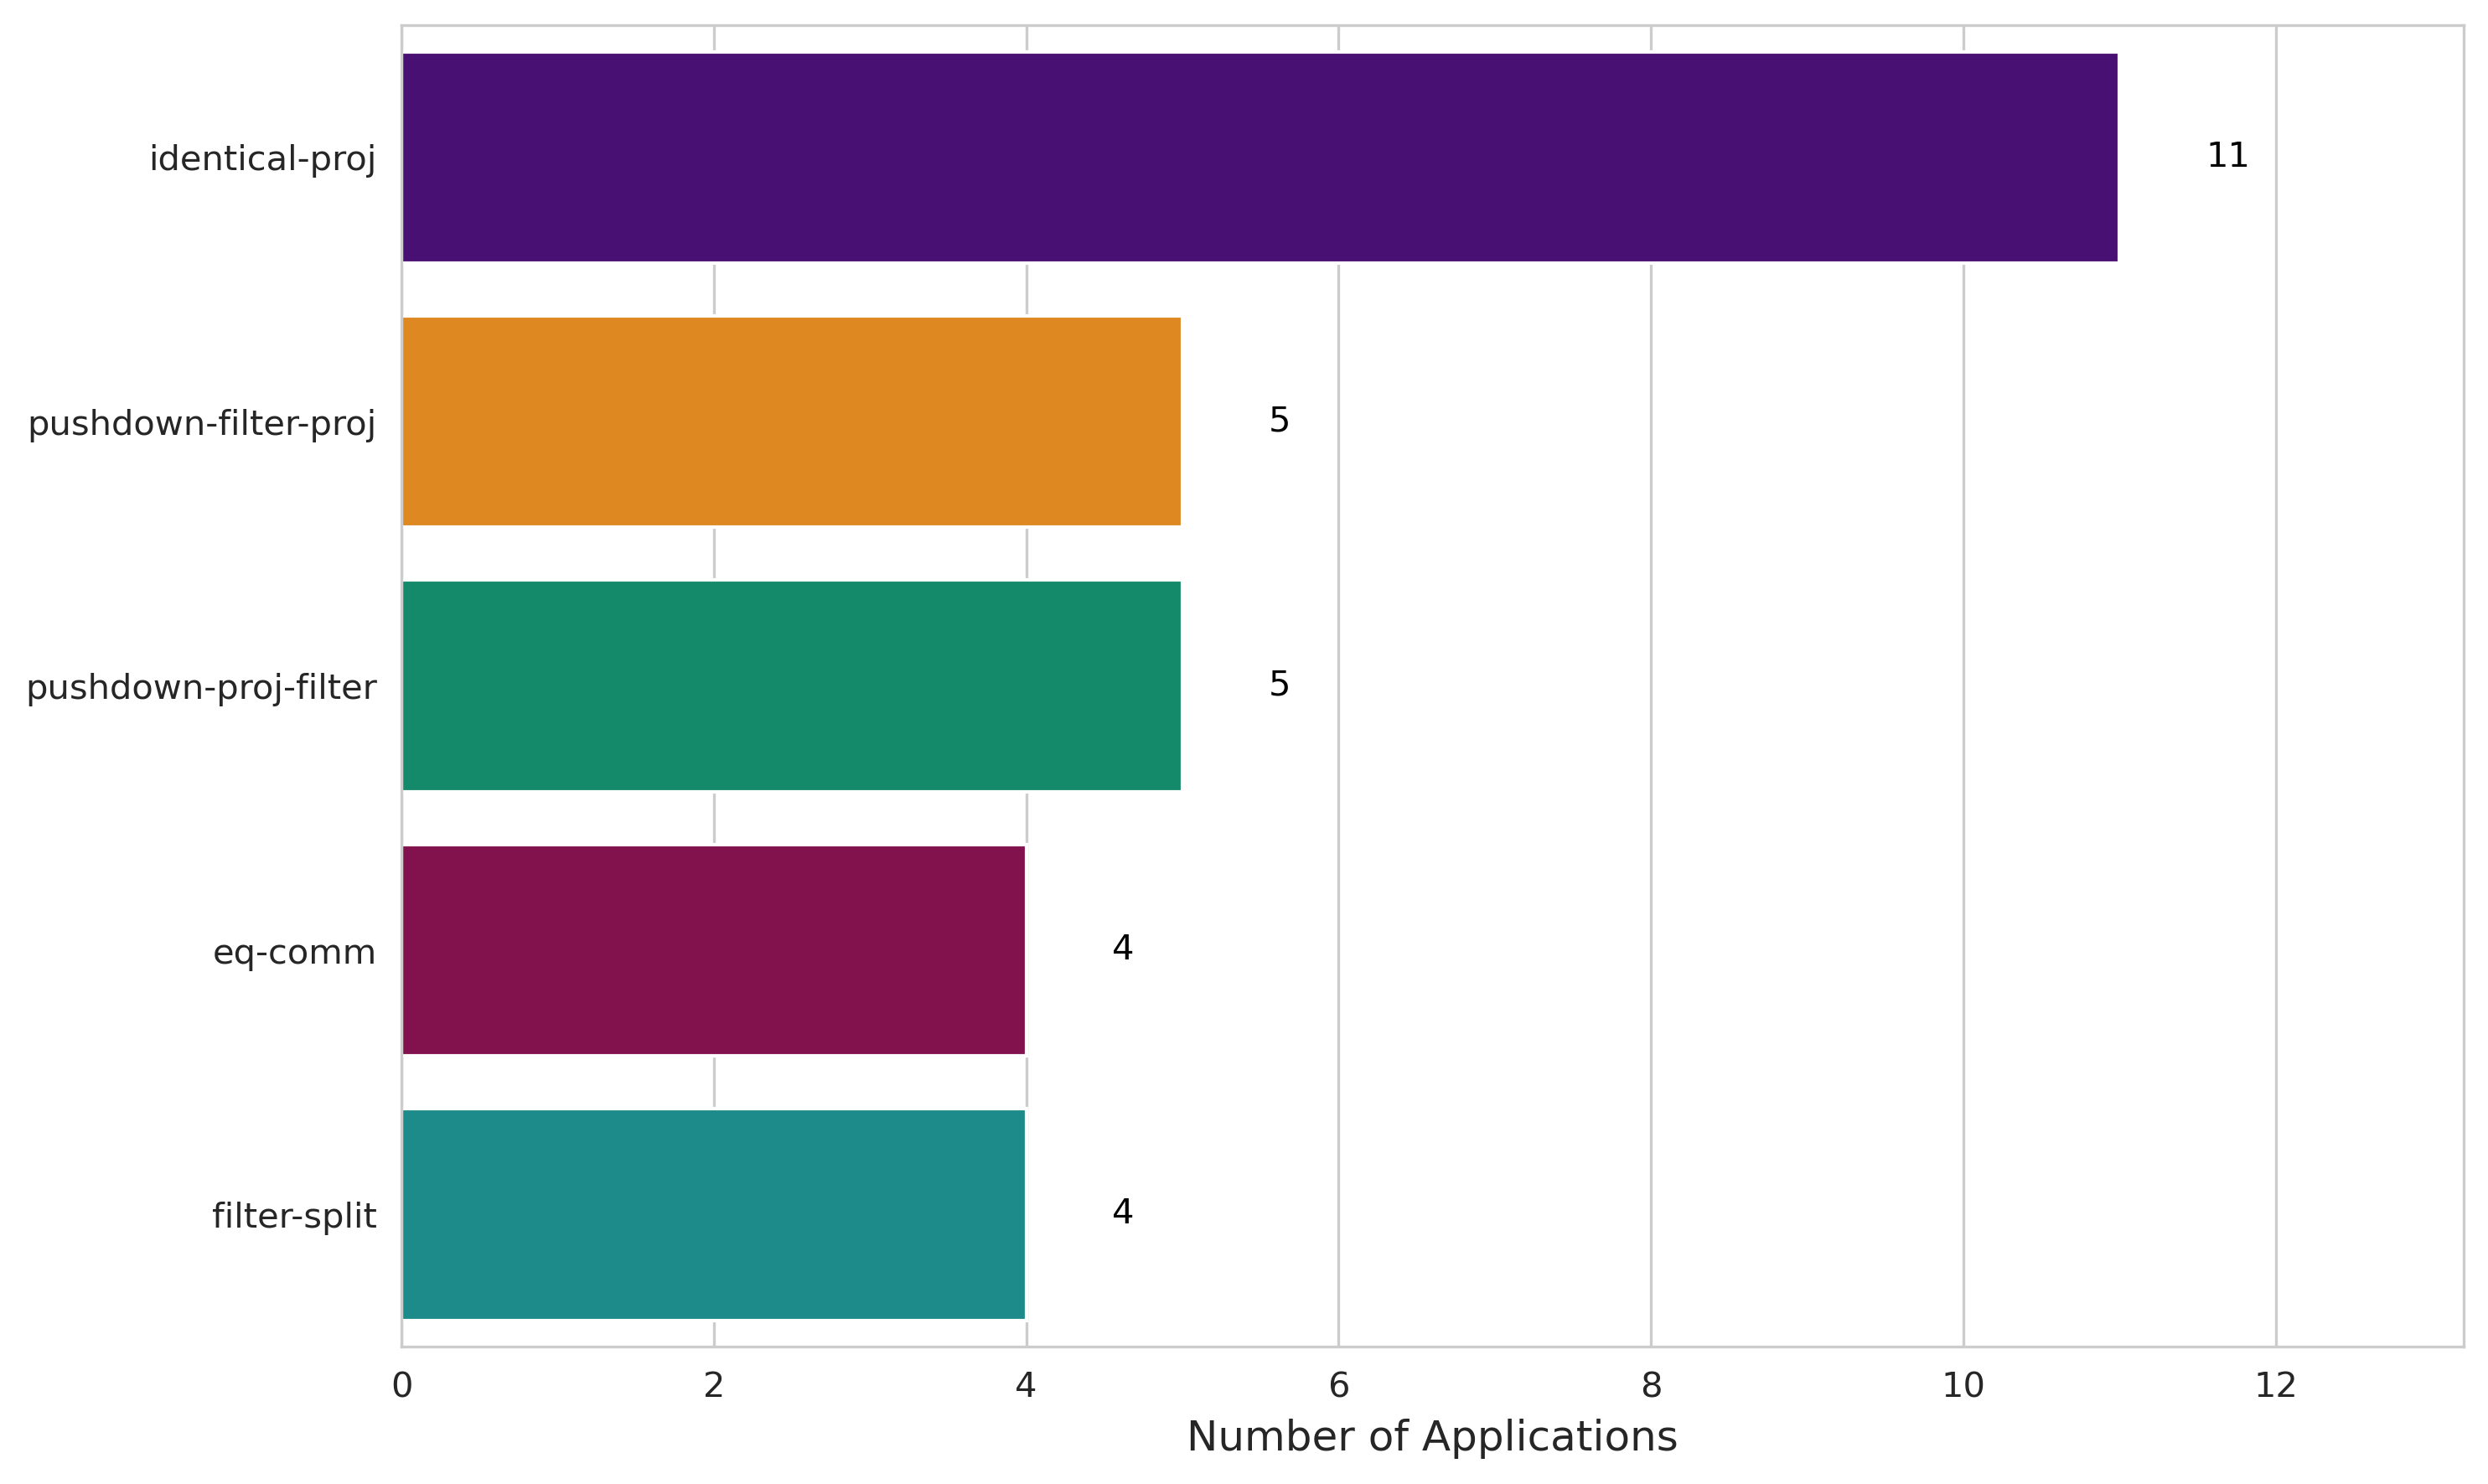 identical-proj
11
pushdown-filter-proj
5
pushdown-proj-filter
5
eq-comm
4
filter-split
4
0 2 4 6 8 10 12
Number of Applications